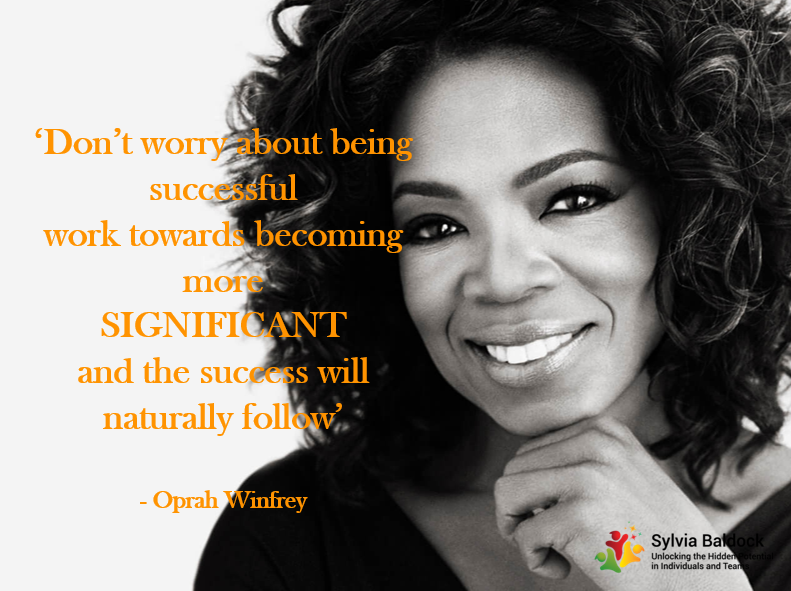 ‘Don’t worry about being
successful
work towards becoming
more
SIGNIFICANT
and the success will
naturally follow’
- Oprah Winfrey
Sylvia Baldock
Unlocking the Hidden Potential
in Individuals and Teams